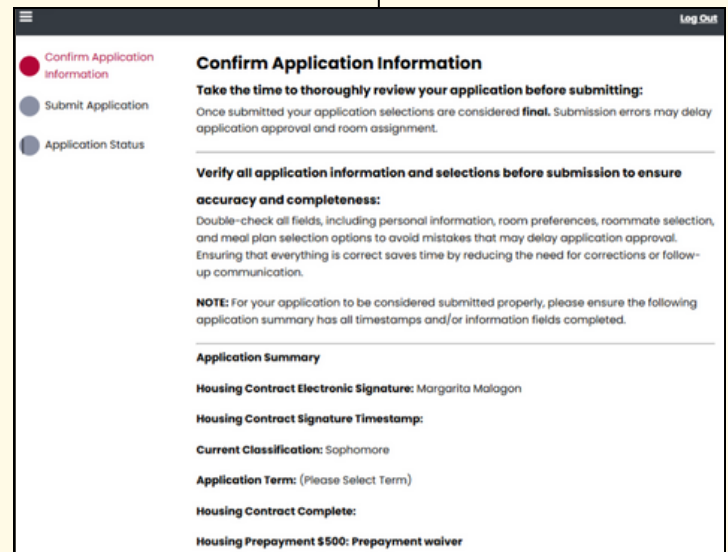 Log Out
Confirm Application
Information
Submit Application
Application Status
Confirm Application Information
Take the time to thoroughly review your application before submitting:
Once submitted your application selections are considered final. Submission errors may delay
application approval and room assignment.
Verify all application information and selections before submission to ensure
accuracy and completeness:
Double-check all fields, including personal information, room preferences, roommate selection,
and meal plan selection options to avoid mistakes that may delay application approval.
Ensuring that everything is correct saves time by reducing the need for corrections or follow-
up communication.
NOTE: For your application to be considered submitted properly, please ensure the following
application summary has all timestamps and/or information fields completed.
Application Summary
Housing Contract Electronic Signature: Margarita Malagon
Housing Contract Signature Timestamp:
Current Classification: Sophomore
Application Term: (Please Select Term)
Housing Contract Complete:
Housing Prepayment $500: Prepayment waiver